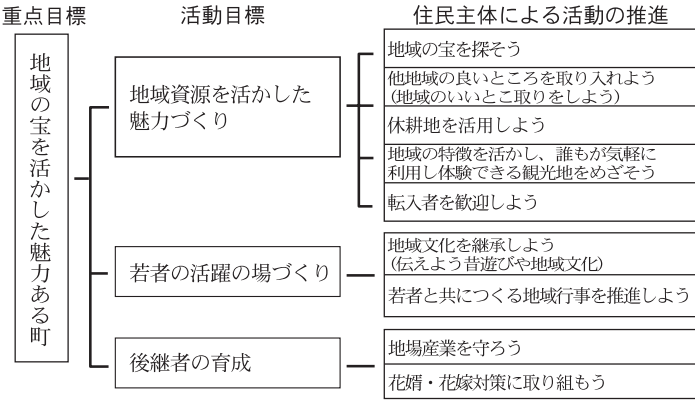 重点目標
活動目標
住民主体による活動の推進
地域の宝を活かした魅力ある町
地域資源を活かした
魅力づくり
地域の宝を探そう
他地域の良いところを取り入れよう
(地域のいいとこ取りをしよう)
休耕地を活用しよう
地域の特徴を活かし、誰もが気軽に
利用し体験できる観光地をめざそう
転入者を歓迎しよう
若者の活躍の場づくり
地域文化を継承しよう
(伝えよう昔遊びや地域文化)
若者と共につくる地域行事を推進しよう
後継者の育成
地場産業を守ろう
花婿・花嫁対策に取り組もう